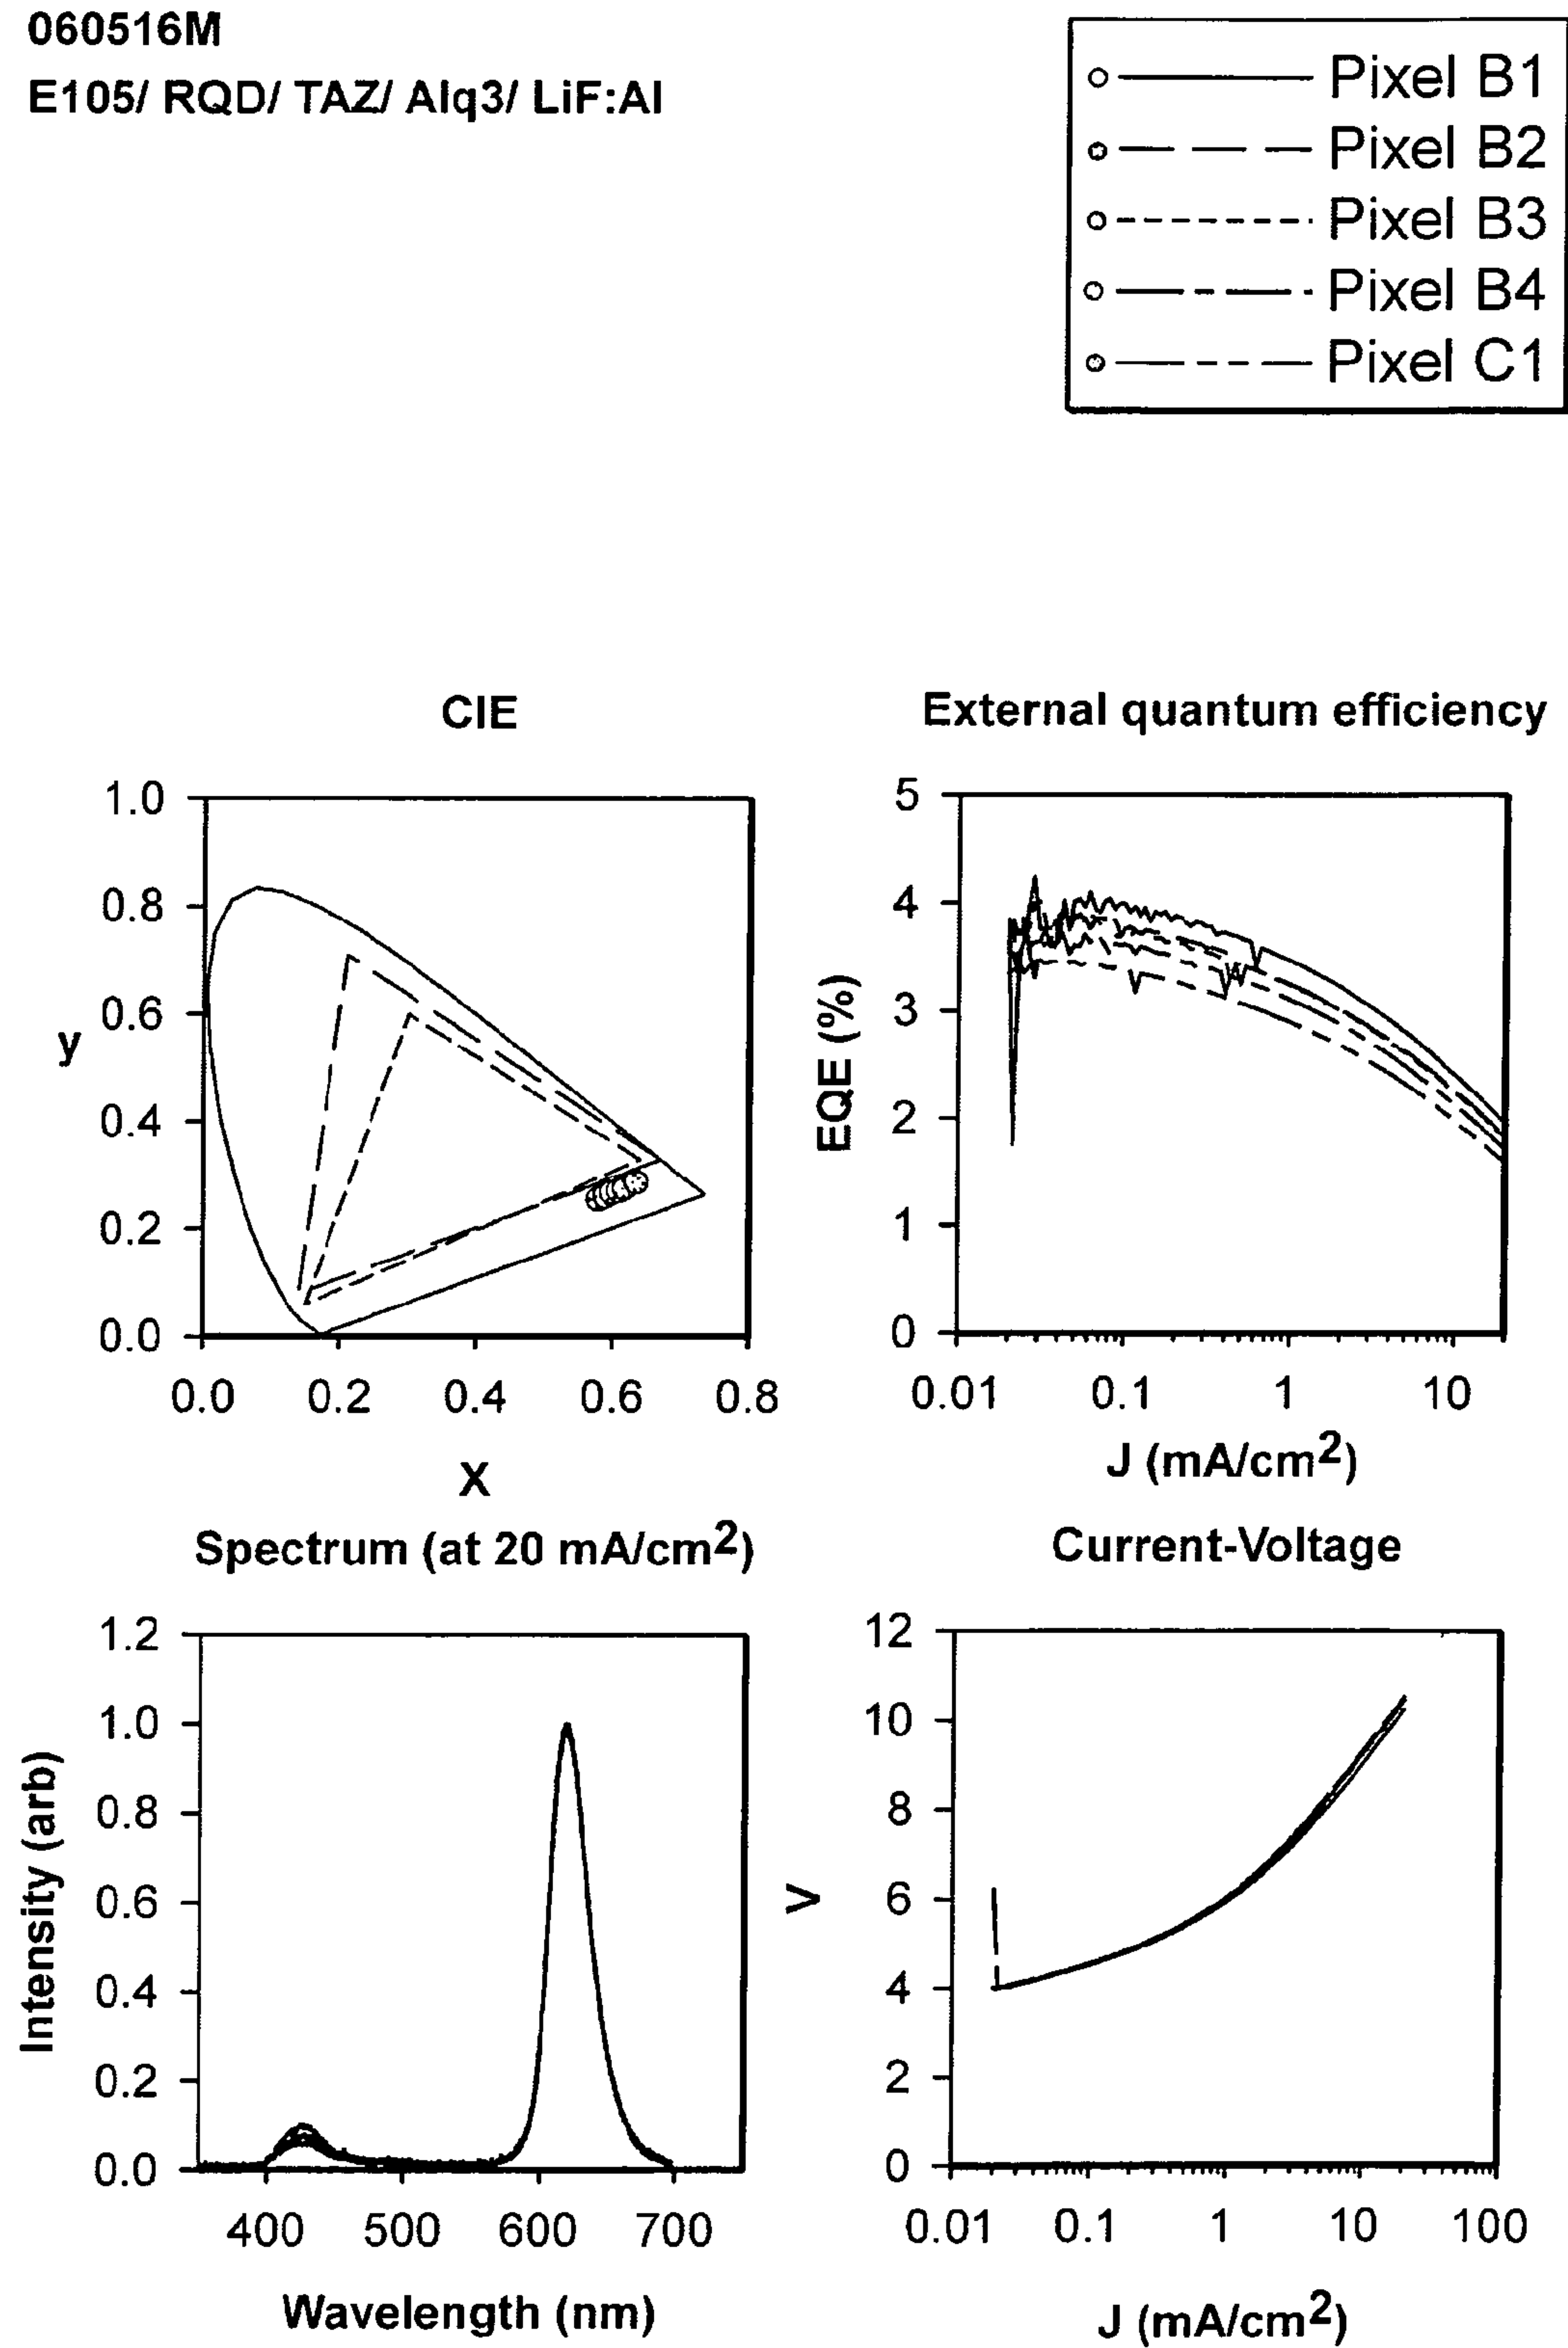 060516M
E105/ RQD/ TAZ/ Alq3/ LiF:Al
Pixel B1
Pixel B2
Pixel B3
Pixel B4
Pixel C1
CIE
1.0
0.8
0.6
0.4
0.2
0.0
y
0.0 0.2 0.4 0.6 0.8
X
External quantum efficiency
5
4
3
2
1
0
EQE (%)
0.01 0.1 1 10
J (mA/cm2)
Spectrum (at 20 mA/cm2)
1.2
1.0
0.8
0.6
0.4
0.2
0.0
Intensity (arb)
400 500 600 700
Wavelength (nm)
Current-Voltage
12
10
8
6
4
2
0
V
0.01 0.1 1 10 100
J (mA/cm2)